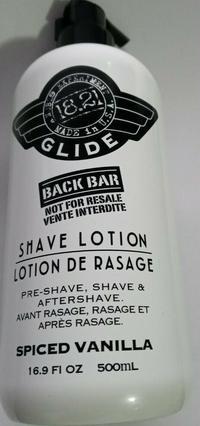 18.21
MADE in U.S.A
GLIDE
BACK BAR
NOT FOR RESALE
VENTE INTERDITE
SHAVE LOTION
LOTION DE RASAGE
PRE-SHAVE, SHAVE &
AFTERSHAVE.
AVANT RASAGE, RASAGE ET
APRÈS RASAGE.
SPICED VANILLA
16.9 Fl OZ 500mL